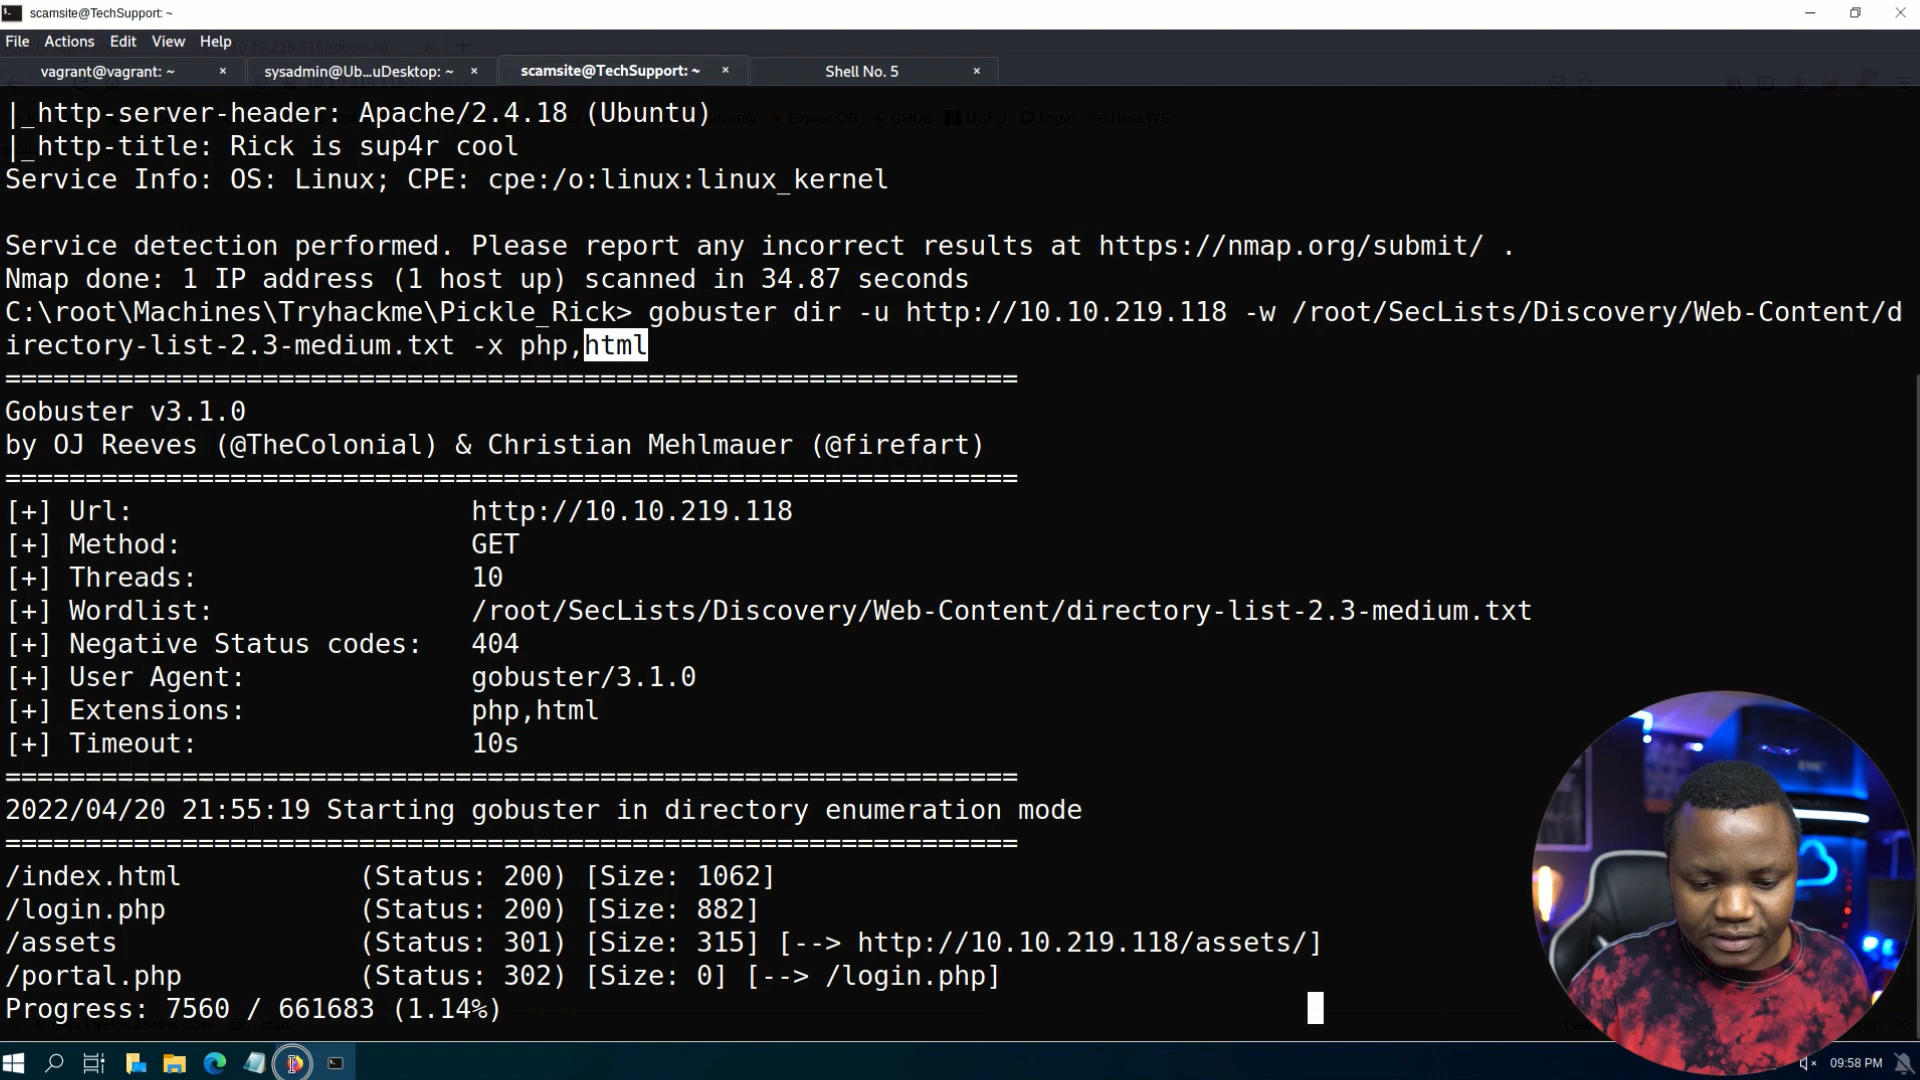 scamsite@TechSupport: ~
File Actions Edit View Help
vagrant@vagrant: ~ × sysadmin@Ub...uDesktop: ~ × scamsite@TechSupport: ~ × Shell No. 5 ×
Exploit-DB GHDB MSFU Login PenTest.WS
|_http-server-header: Apache/2.4.18 (Ubuntu)
|_http-title: Rick is sup4r cool
Service Info: OS: Linux; CPE: cpe:/o:linux:linux_kernel
Service detection performed. Please report any incorrect results at https://nmap.org/submit/ .
Nmap done: 1 IP address (1 host up) scanned in 34.87 seconds
C:\root\Machines\Tryhackme\Pickle_Rick> gobuster dir -u http://10.10.219.118 -w /root/SecLists/Discovery/Web-Content/d
irectory-list-2.3-medium.txt -x php,html
===============================================================
Gobuster v3.1.0
by OJ Reeves (@TheColonial) & Christian Mehlmauer (@firefart)
===============================================================
[+] Url: http://10.10.219.118
[+] Method: GET
[+] Threads: 10
[+] Wordlist: /root/SecLists/Discovery/Web-Content/directory-list-2.3-medium.txt
[+] Negative Status codes: 404
[+] User Agent: gobuster/3.1.0
[+] Extensions: php,html
[+] Timeout: 10s
===============================================================
2022/04/20 21:55:19 Starting gobuster in directory enumeration mode
===============================================================
/index.html (Status: 200) [Size: 1062]
/login.php (Status: 200) [Size: 882]
/assets (Status: 301) [Size: 315] [--> http://10.10.219.118/assets/]
/portal.php (Status: 302) [Size: 0] [--> /login.php]
Progress: 7560 / 661683 (1.14%)
09:58 PM